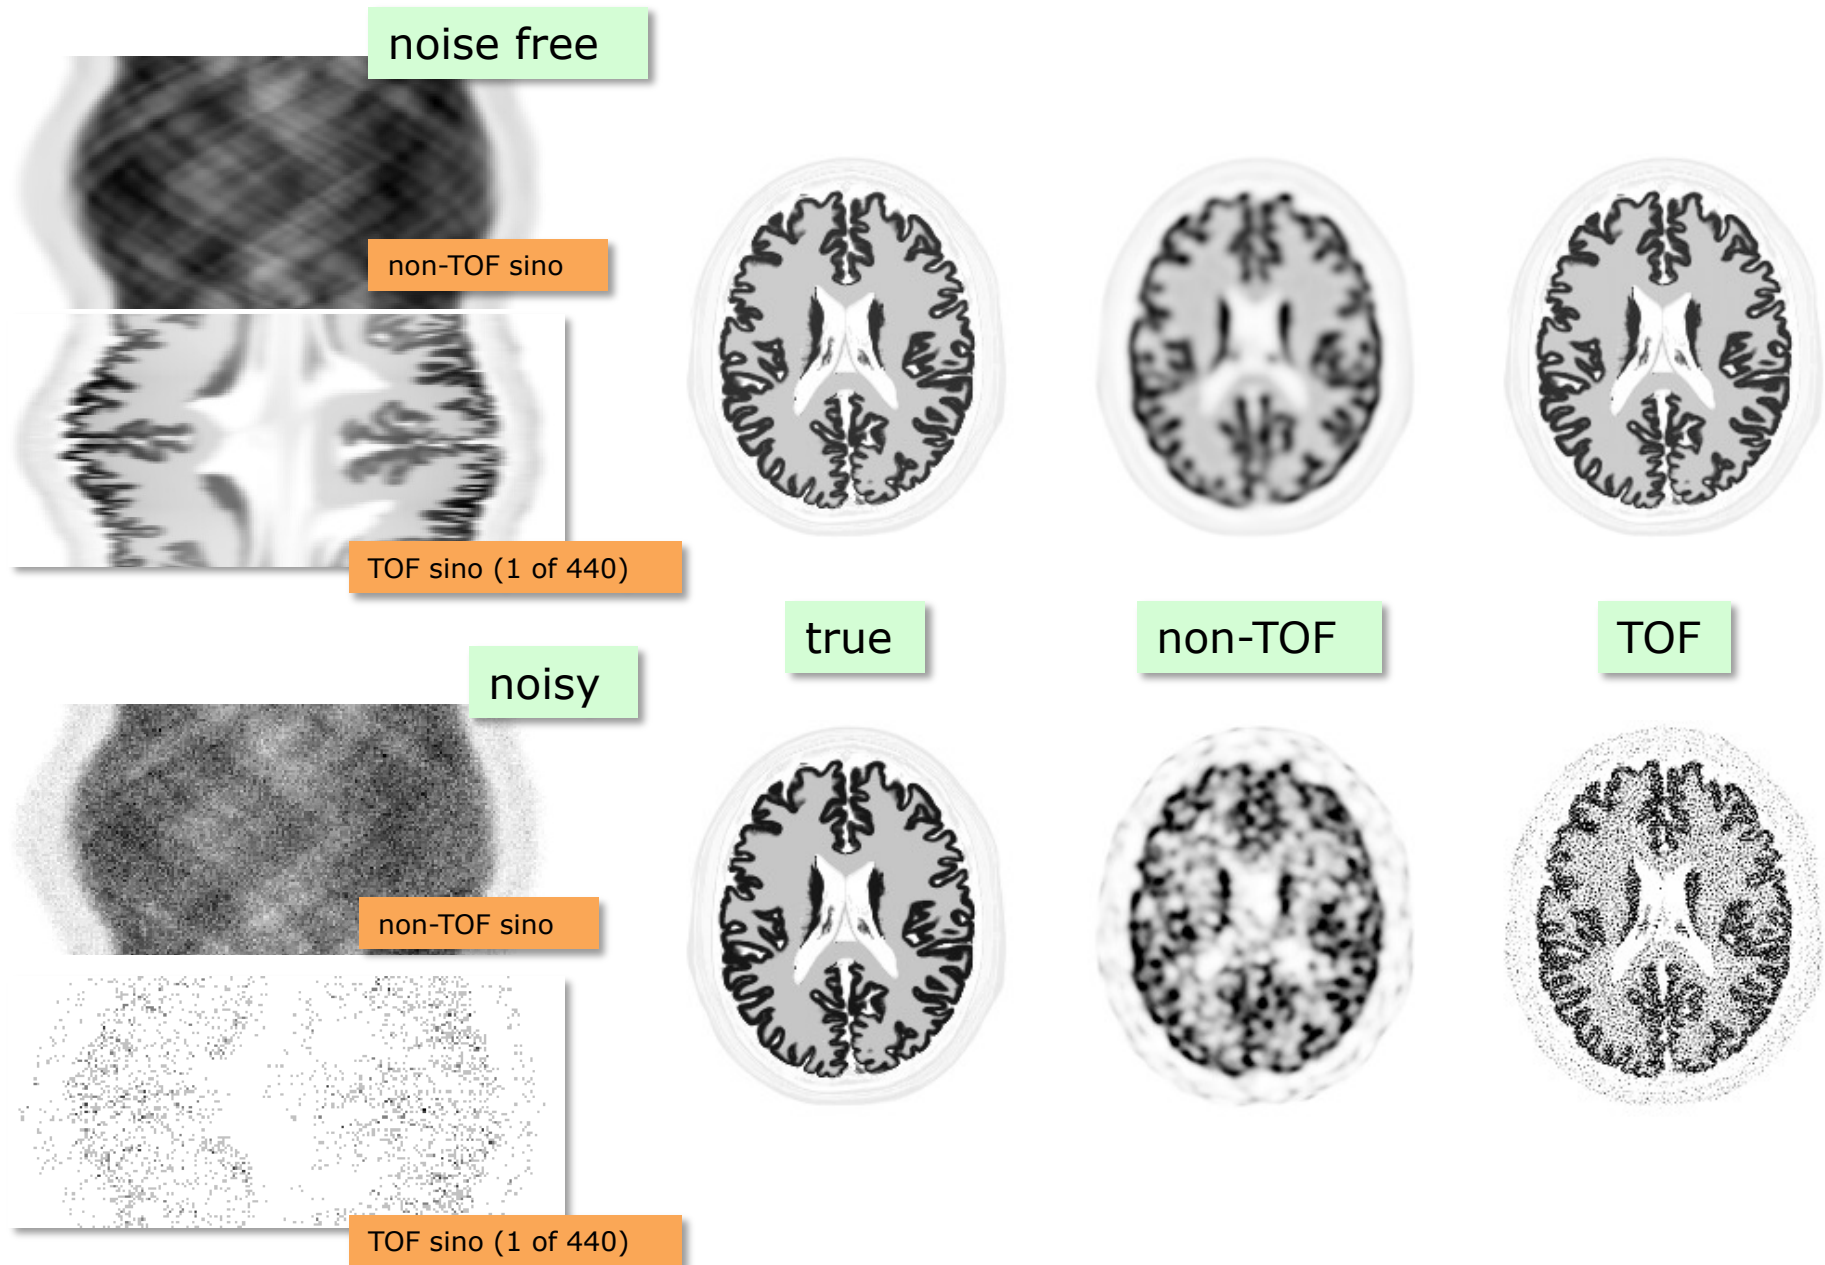 noise free
non-TOF sino
TOF sino (1 of 440)
true
non-TOF
TOF
noisy
non-TOF sino
TOF sino (1 of 440)